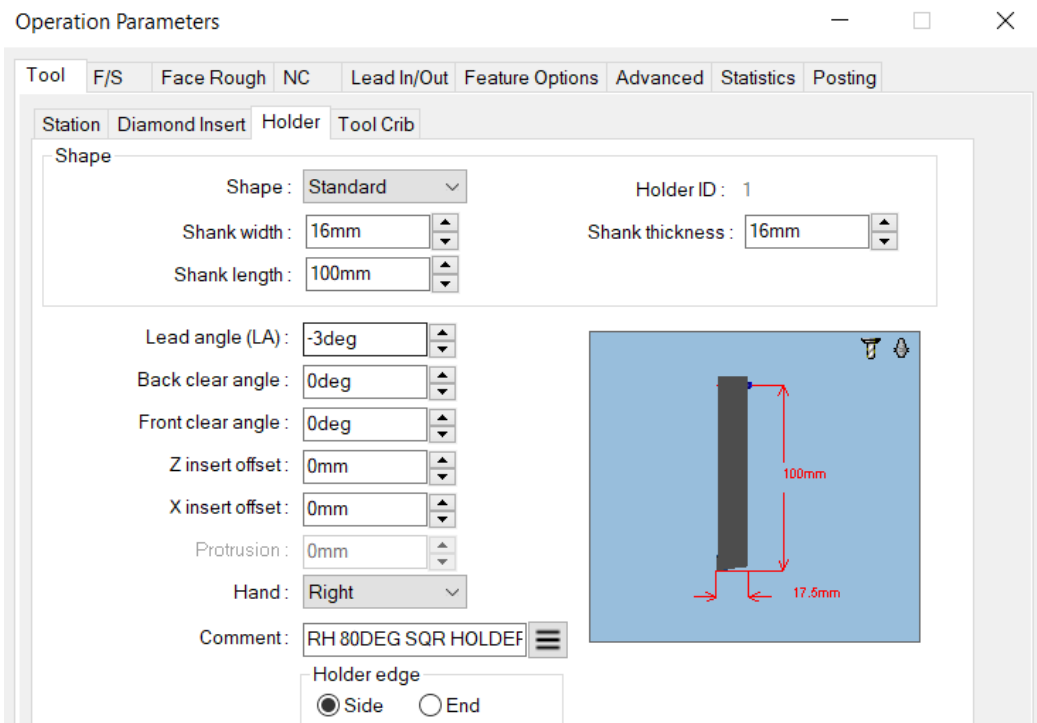 Operation Parameters
Tool F/S Face Rough NC Lead In/Out Feature Options Advanced Statistics Posting
Station Diamond Insert Holder Tool Crib
Shape
Shape : Standard Holder ID : 1
Shank width : 16mm Shank thickness : 16mm
Shank length : 100mm
Lead angle (LA) : -3deg
Back clear angle : 0deg
Front clear angle : 0deg
Z insert offset : 0mm
100mm
X insert offset : 0mm
Protrusion : 0mm
Hand : Right 17.5mm
Comment : RH 80DEG SQR HOLDER
Holder edge
Side End